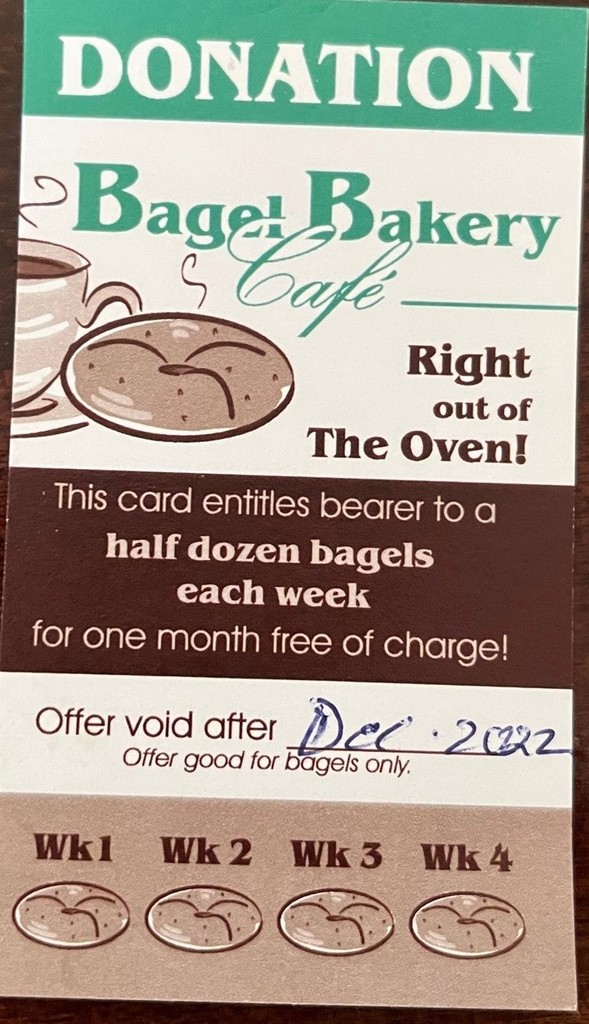 DONATION
Bagel Bakery
Café
Right
out of
The Oven!
This card entitles bearer to a
half dozen bagels
each week
for one month free of charge!
Offer void after Dec. 2022
Offer good for bagels only.
Wk1 Wk 2 Wk 3 Wk 4